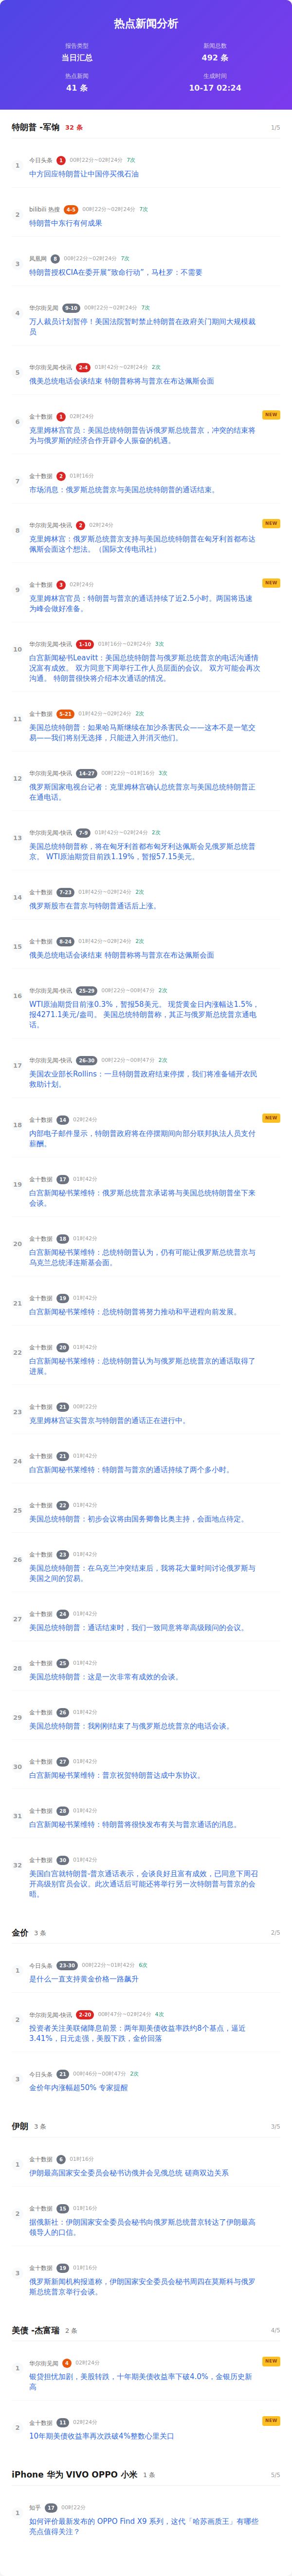 热点新闻分析
报告类型
当日汇总
新闻总数
492 条
热点新闻
41 条
生成时间
10-17 02:24
特朗普 -军饷 32 条 1/5
1
今日头条 1 00时22分~02时24分 7次
中方回应特朗普让中国停买俄石油
2
bilibili 热搜 4-5 00时22分~02时24分 7次
特朗普中东行有何成果
3
凤凰网 8 00时22分~02时24分 7次
特朗普授权CIA在委开展“致命行动”，马杜罗：不需要
4
华尔街见闻 9-10 00时22分~02时24分 7次
万人裁员计划暂停！美国法院暂时禁止特朗普在政府关门期间大规模裁
员
5
华尔街见闻-快讯 2-4 01时42分~02时24分 2次
俄美总统电话会谈结束 特朗普称将与普京在布达佩斯会面
6
金十数据 1 02时24分 NEW
克里姆林宫官员：美国总统特朗普告诉俄罗斯总统普京，冲突的结束将
为与俄罗斯的经济合作开辟令人振奋的机遇。
7
金十数据 2 01时16分
市场消息：俄罗斯总统普京与美国总统特朗普的通话结束。
8
华尔街见闻-快讯 2 02时24分 NEW
克里姆林宫：俄罗斯总统普京支持与美国总统特朗普在匈牙利首都布达
佩斯会面这个想法。（国际文传电讯社）
9
金十数据 3 02时24分 NEW
克里姆林宫官员：特朗普与普京的通话持续了近2.5小时。两国将迅速
为峰会做好准备。
10
华尔街见闻-快讯 1-10 01时16分~02时24分 3次
白宫新闻秘书Leavitt：美国总统特朗普与俄罗斯总统普京的电话沟通情
况富有成效。 双方同意下周举行工作人员层面的会议。 双方可能会再次
沟通。 特朗普很快将介绍本次通话的情况。
11
金十数据 5-21 01时42分~02时24分 2次
美国总统特朗普：如果哈马斯继续在加沙杀害民众——这本不是一笔交
易——我们将别无选择，只能进入并消灭他们。
12
华尔街见闻-快讯 14-27 00时22分~01时16分 3次
俄罗斯国家电视台记者：克里姆林宫确认总统普京与美国总统特朗普正
在通电话。
13
华尔街见闻-快讯 7-9 01时42分~02时24分 2次
美国总统特朗普称，将在匈牙利首都布匈牙利达佩斯会见俄罗斯总统普
京。 WTI原油期货目前跌1.19%，暂报57.15美元。
14
金十数据 7-23 01时42分~02时24分 2次
俄罗斯股市在普京与特朗普通话后上涨。
15
金十数据 8-24 01时42分~02时24分 2次
俄美总统电话会谈结束 特朗普称将与普京在布达佩斯会面
16
华尔街见闻-快讯 25-29 00时22分~00时47分 2次
WTI原油期货目前涨0.3%，暂报58美元。 现货黄金日内涨幅达1.5%，
报4271.1美元/盎司。 美国总统特朗普称，其正与俄罗斯总统普京通电
话。
17
华尔街见闻-快讯 26-30 00时22分~00时47分 2次
美国农业部长Rollins：一旦特朗普政府结束停摆，我们将准备铺开农民
救助计划。
18
金十数据 14 02时24分 NEW
内部电子邮件显示，特朗普政府将在停摆期间向部分联邦执法人员支付
薪酬。
19
金十数据 17 01时42分
白宫新闻秘书莱维特：俄罗斯总统普京承诺将与美国总统特朗普坐下来
会谈。
20
金十数据 18 01时42分
白宫新闻秘书莱维特：总统特朗普认为，仍有可能让俄罗斯总统普京与
乌克兰总统泽连斯基会面。
21
金十数据 19 01时42分
白宫新闻秘书莱维特：总统特朗普将努力推动和平进程向前发展。
22
金十数据 20 01时42分
白宫新闻秘书莱维特：总统特朗普认为与俄罗斯总统普京的通话取得了
进展。
23
金十数据 21 00时22分
克里姆林宫证实普京与特朗普的通话正在进行中。
24
金十数据 21 01时42分
白宫新闻秘书莱维特：特朗普与普京的通话持续了两个多小时。
25
金十数据 22 01时42分
美国总统特朗普：初步会议将由国务卿鲁比奥主持，会面地点待定。
26
金十数据 23 01时42分
美国总统特朗普：在乌克兰冲突结束后，我将花大量时间讨论俄罗斯与
美国之间的贸易。
27
金十数据 24 01时42分
美国总统特朗普：通话结束时，我们一致同意将举高级顾问的会议。
28
金十数据 25 01时42分
美国总统特朗普：这是一次非常有成效的会谈。
29
金十数据 26 01时42分
美国总统特朗普：我刚刚结束了与俄罗斯总统普京的电话会谈。
30
金十数据 27 01时42分
白宫新闻秘书莱维特：普京祝贺特朗普达成中东协议。
31
金十数据 28 01时42分
白宫新闻秘书莱维特：特朗普将很快发布有关与普京通话的消息。
32
金十数据 30 01时42分
美国白宫就特朗普-普京通话表示，会谈良好且富有成效，已同意下周召
开高级别官员会议。此次通话后可能还将举行另一次特朗普与普京的会
晤。
金价 3 条 2/5
1
今日头条 23-30 00时22分~01时42分 6次
是什么一直支持黄金价格一路飙升
2
华尔街见闻-快讯 2-20 00时47分~02时24分 4次
投资者关注美联储降息前景：两年期美债收益率跌约8个基点，逼近
3.41%，日元走强，美股下跌，金价回落
3
今日头条 21 00时46分~00时47分 2次
金价年内涨幅超50% 专家提醒
伊朗 3 条 3/5
1
金十数据 6 01时16分
伊朗最高国家安全委员会秘书访俄并会见俄总统 磋商双边关系
2
金十数据 15 01时16分
据俄新社：伊朗国家安全委员会秘书向俄罗斯总统普京转达了伊朗最高
领导人的口信。
3
金十数据 19 01时16分
俄罗斯新闻机构报道称，伊朗国家安全委员会秘书周四在莫斯科与俄罗
斯总统普京举行会谈。
美债 -杰富瑞 2 条 4/5
1
华尔街见闻 4 02时24分 NEW
银贷担忧加剧，美股转跌，十年期美债收益率下破4.0%，金银历史新
高
2
金十数据 11 02时24分 NEW
10年期美债收益率再次跌破4%整数心里关口
iPhone 华为 VIVO OPPO 小米 1 条 5/5
1
知乎 17 00时22分
如何评价最新发布的 OPPO Find X9 系列，这代「哈苏画质王」有哪些
亮点值得关注？